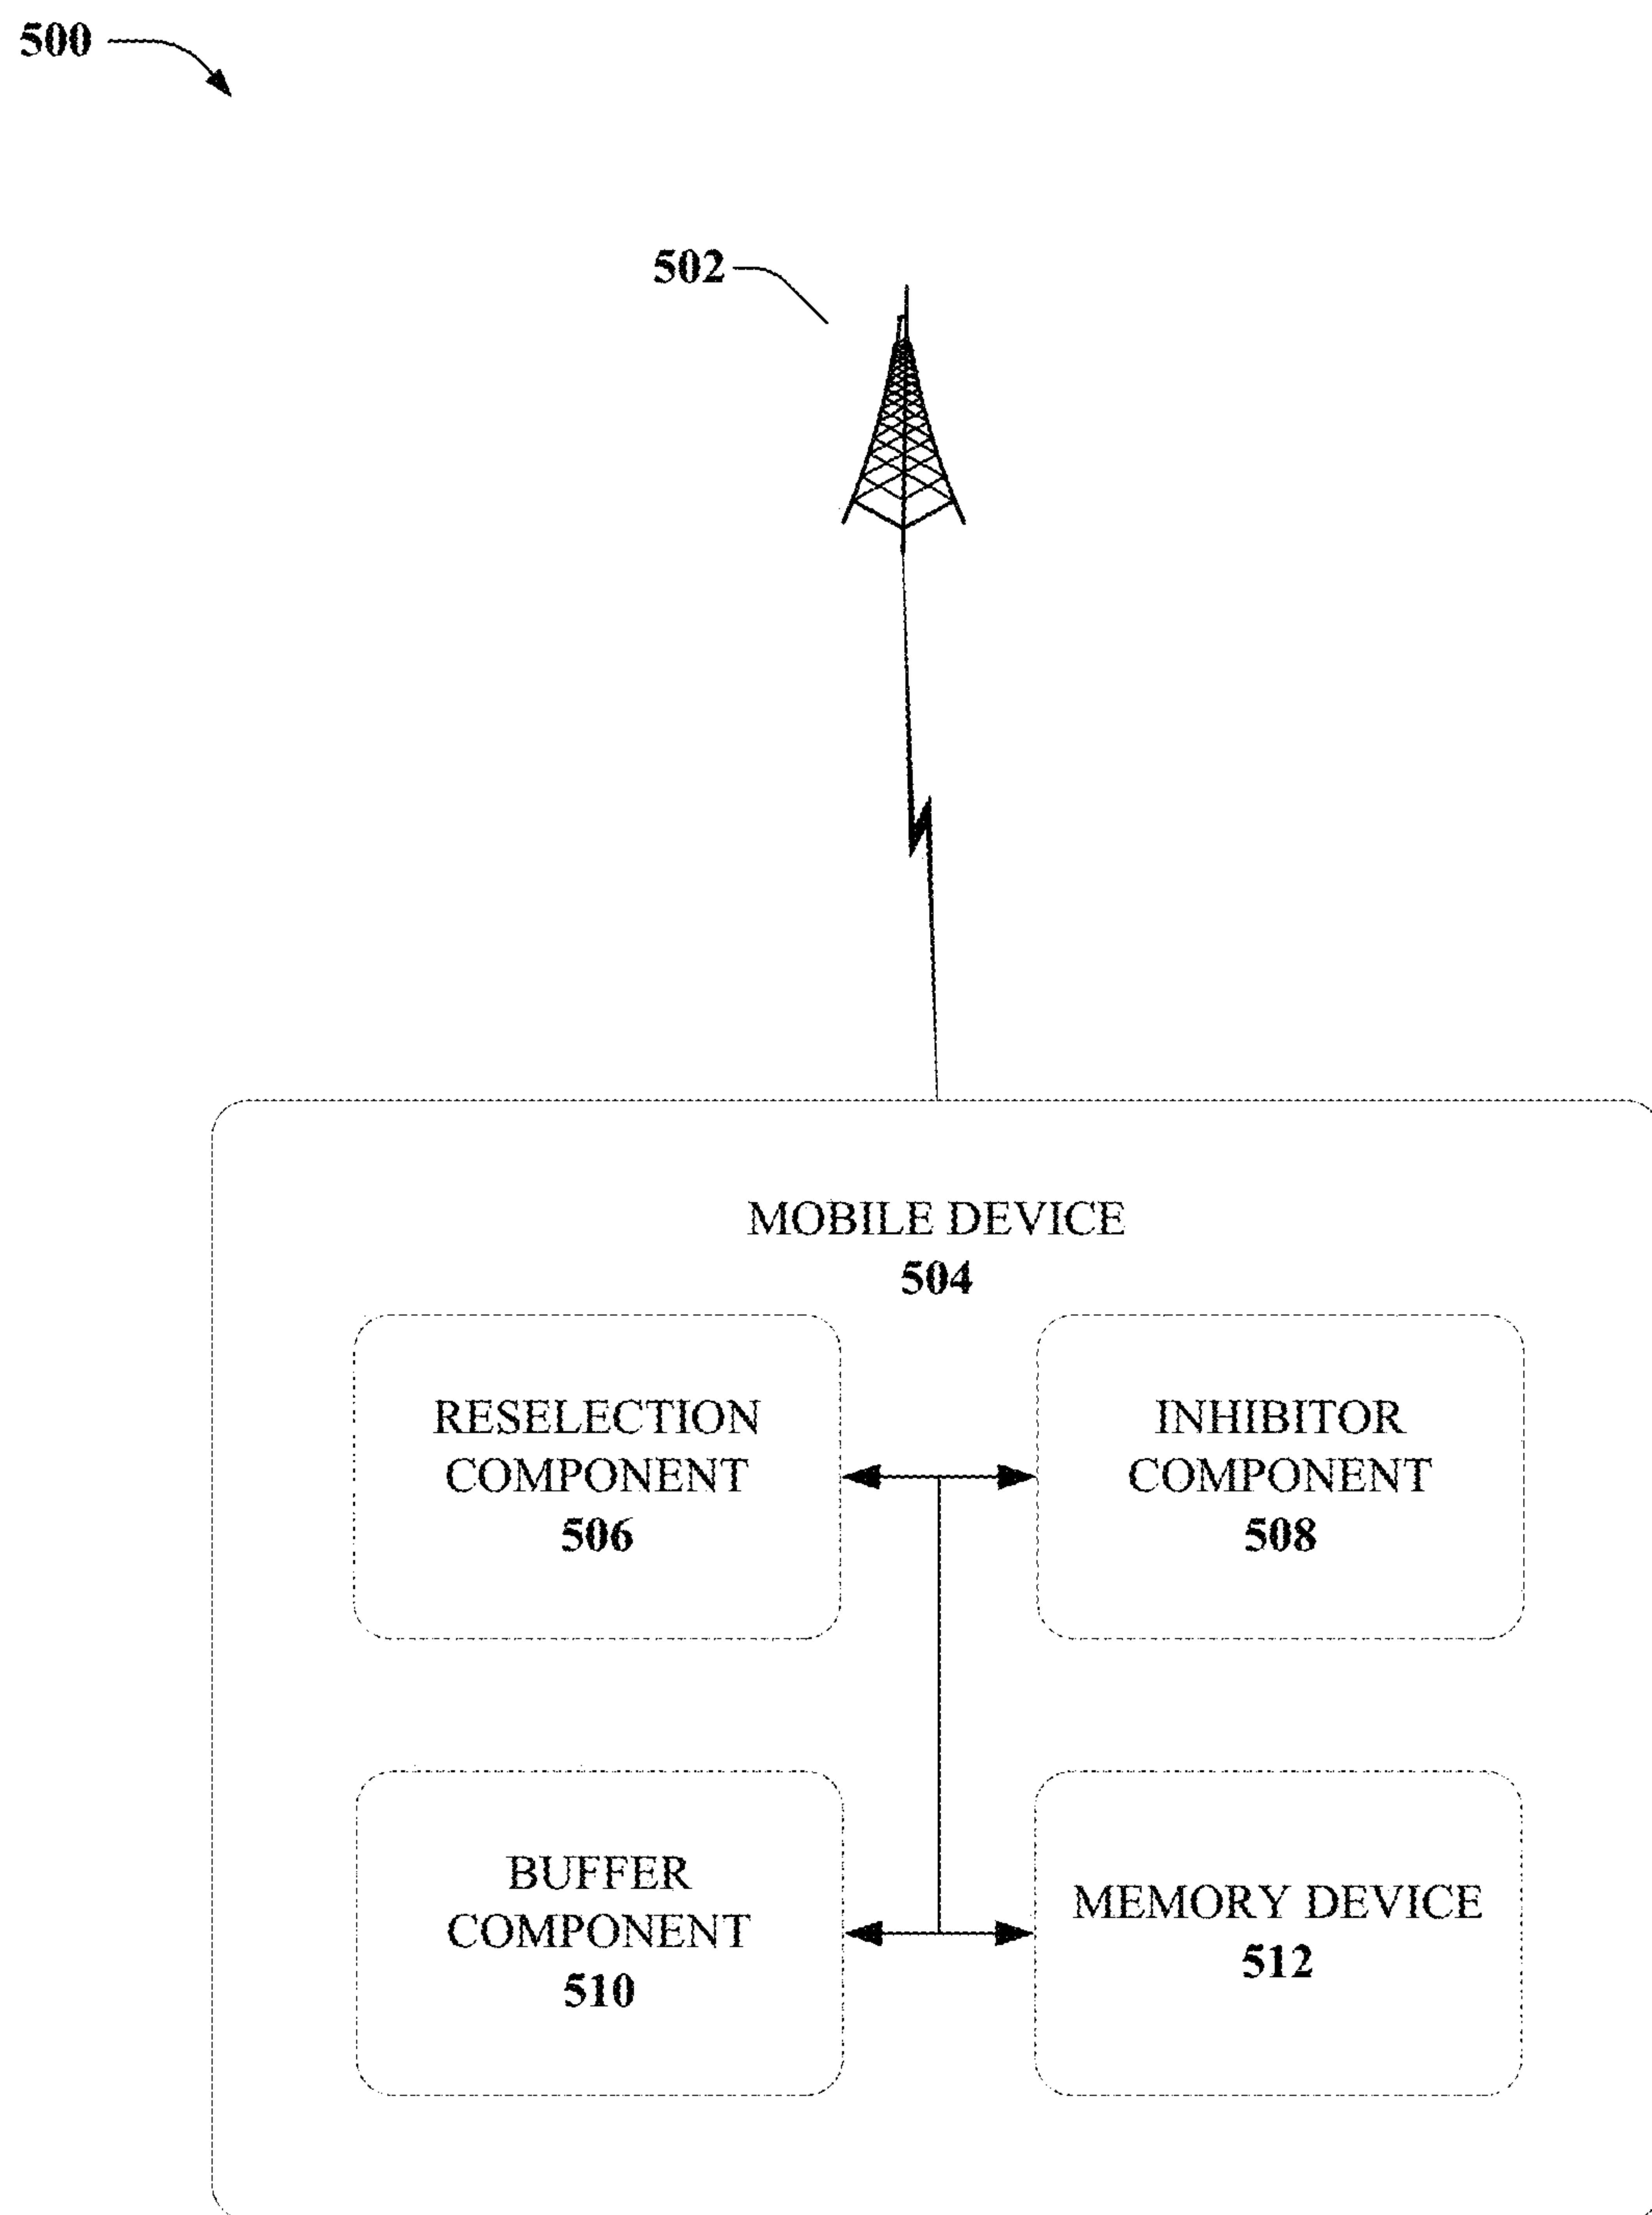 500
502
MOBILE DEVICE
504
RESELECTION
COMPONENT
506
INHIBITOR
COMPONENT
508
BUFFER
COMPONENT
510
MEMORY DEVICE
512